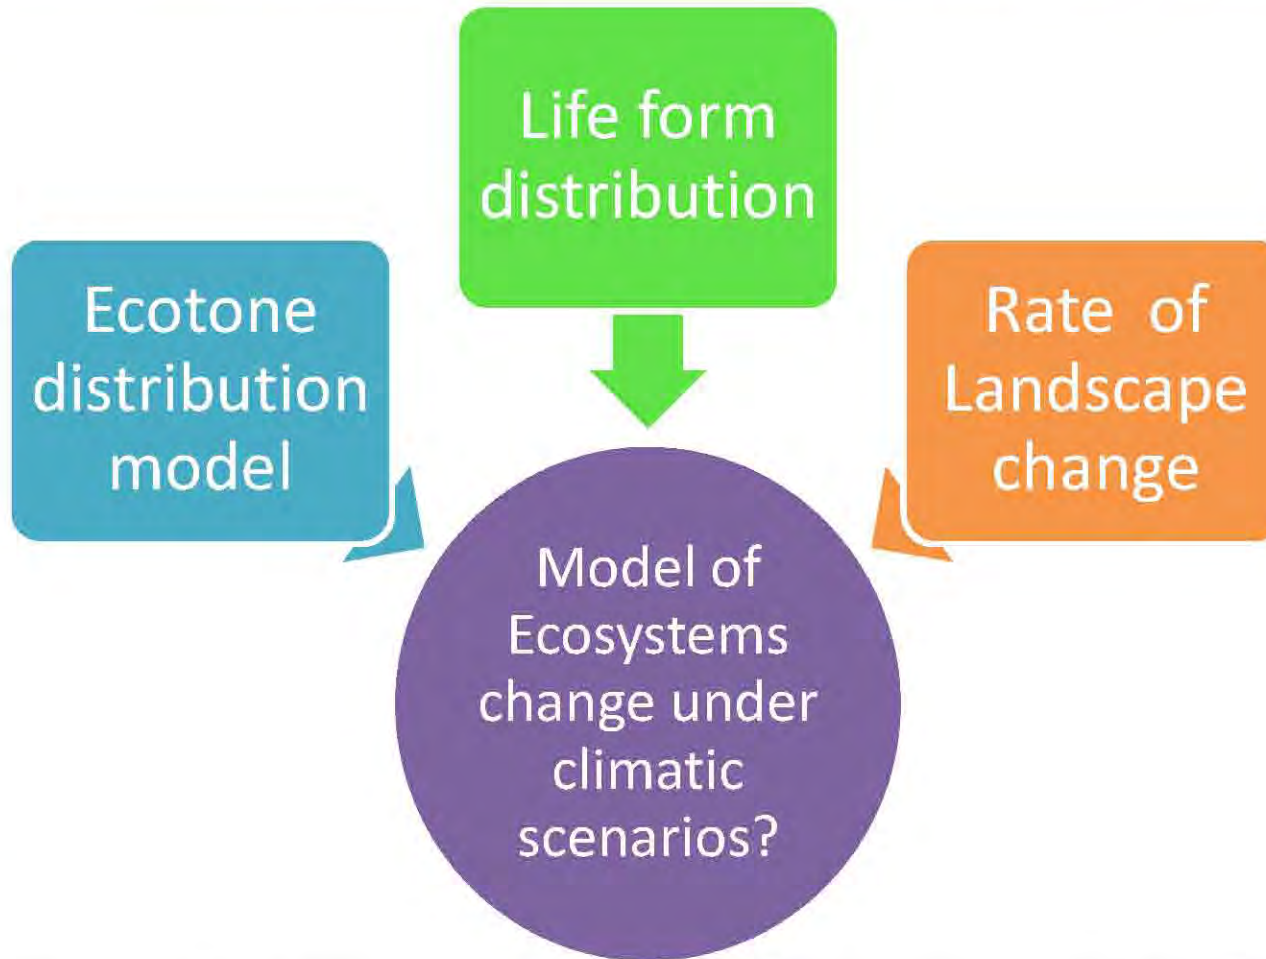 Life form
distribution
Ecotone
distribution
model
Rate of
Landscape
change
Model of
Ecosystems
change under
climatic
scenarios?